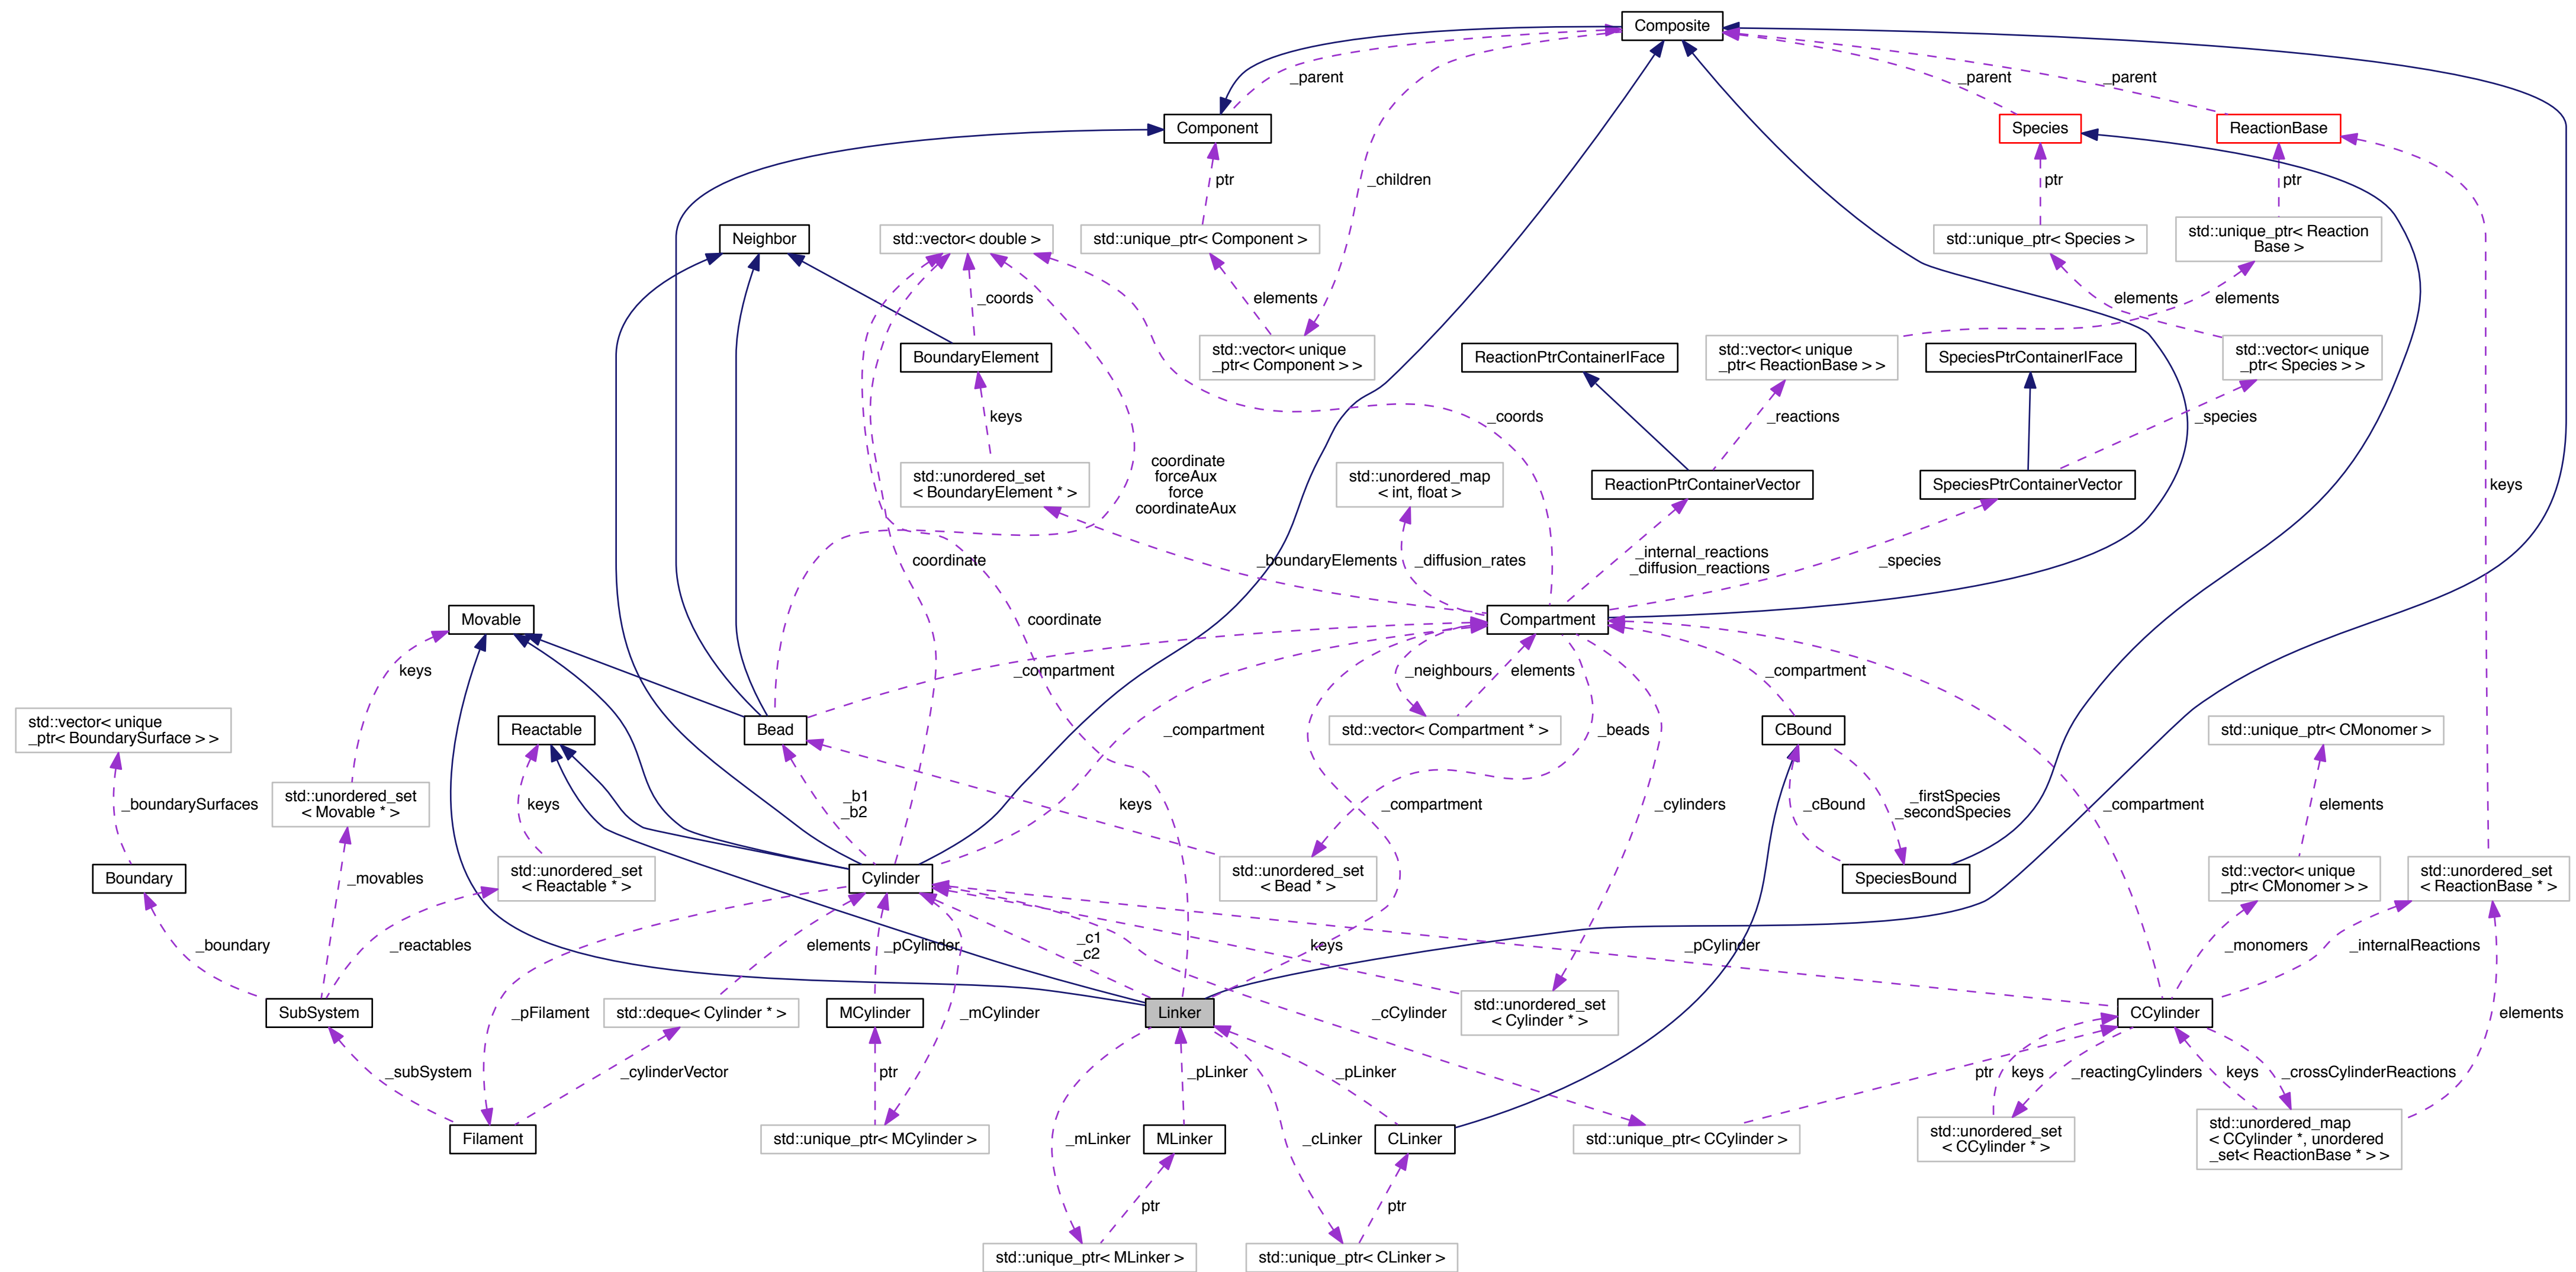 Composite
_parent
_parent
_parent
Component
Species
ReactionBase
ptr
_children
ptr
ptr
Neighbor
std::vector< double >
std::unique_ptr< Component >
std::unique_ptr< Species >
std::unique_ptr< Reaction
Base >
_coords
elements
elements
elements
BoundaryElement
std::vector< unique
_ptr< Component > >
ReactionPtrContainerIFace
std::vector< unique
_ptr< ReactionBase > >
SpeciesPtrContainerIFace
std::vector< unique
_ptr< Species > >
keys
_coords
_reactions
_species
std::unordered_set
< BoundaryElement * >
coordinate
forceAux
force
coordinateAux
std::unordered_map
< int, float >
ReactionPtrContainerVector
SpeciesPtrContainerVector
keys
coordinate
_boundaryElements
_diffusion_rates
_internal_reactions
_diffusion_reactions
_species
Movable
coordinate
Compartment
keys
_compartment
_neighbours
elements
_compartment
std::vector< unique
_ptr< BoundarySurface > >
Reactable
Bead
_compartment
std::vector< Compartment * >
_beads
CBound
std::unique_ptr< CMonomer >
_boundarySurfaces
std::unordered_set
< Movable * >
keys
_b1
_b2
keys
_compartment
_cylinders
_cBound
_firstSpecies
_secondSpecies
_compartment
elements
Boundary
_movables
std::unordered_set
< Reactable * >
Cylinder
std::unordered_set
< Bead * >
SpeciesBound
std::vector< unique
_ptr< CMonomer > >
std::unordered_set
< ReactionBase * >
_boundary
_reactables
elements
_pCylinder
_c1
_c2
keys
_pCylinder
_monomers
_internalReactions
SubSystem
_pFilament
std::deque< Cylinder * >
MCylinder
_mCylinder
Linker
_cCylinder
std::unordered_set
< Cylinder * >
CCylinder
elements
_subSystem
_cylinderVector
ptr
_pLinker
_pLinker
ptr
keys
_reactingCylinders
keys
_crossCylinderReactions
Filament
std::unique_ptr< MCylinder >
_mLinker
MLinker
_cLinker
CLinker
std::unique_ptr< CCylinder >
std::unordered_set
< CCylinder * >
std::unordered_map
< CCylinder *, unordered
_set< ReactionBase * > >
ptr
ptr
std::unique_ptr< MLinker >
std::unique_ptr< CLinker >